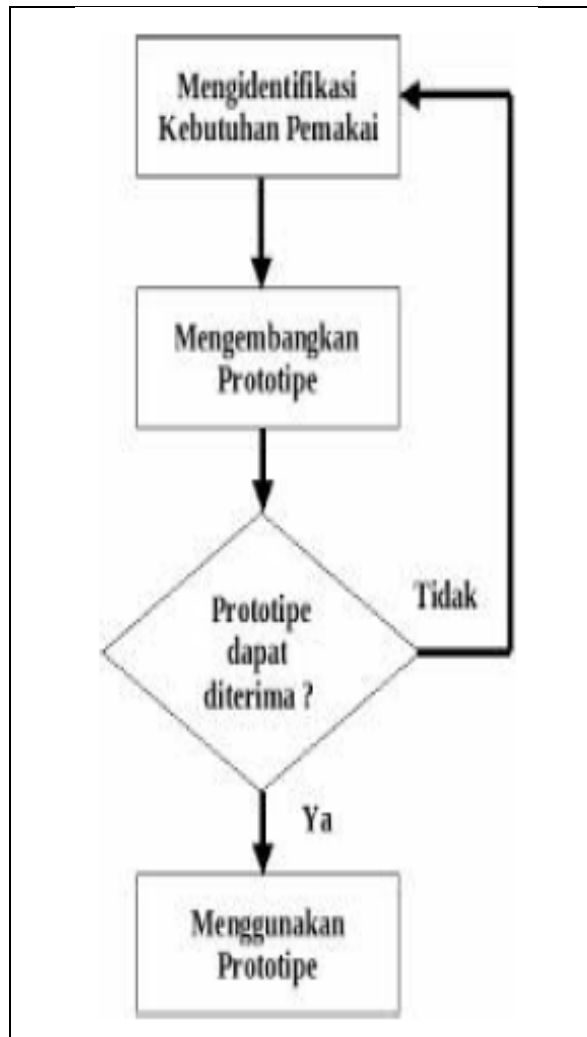 Mengidentifikasi
Kebutuhan Pemakai
Mengembangkan
Prototipe
Prototipe
dapat
diterima ?
Tidak
Ya
Menggunakan
Prototipe